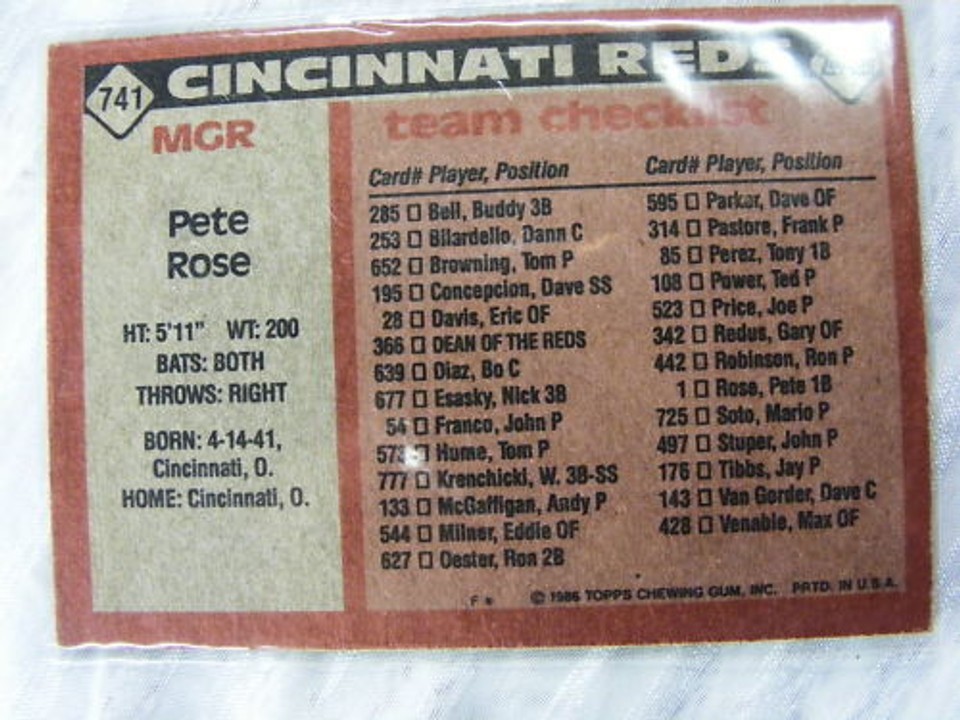 741 CINCINNATI REDS
MGR
Pete
Rose
HT: 5'11" WT: 200
BATS: BOTH
THROWS: RIGHT
BORN: 4-14-41,
Cincinnati, O.
HOME: Cincinnati, O.
team checklist
Card# Player, Position
285 Bell, Buddy 3B
253 Bilardello, Dann C
652 Browning, Tom P
195 Concepcion, Dave SS
28 Davis, Eric OF
366 DEAN OF THE REDS
639 Diaz, Bo C
677 Esasky, Nick 3B
54 Franco, John P
573 Hume, Tom P
777 Krenchicki, W. 3B-SS
133 McGaffigan, Andy P
544 Milner, Eddie OF
627 Oester, Ron 2B
Card# Player, Position
595 Parker, Dave OF
314 Pastore, Frank P
85 Perez, Tony 1B
108 Power, Ted P
523 Price, Joe P
342 Redus, Gary OF
442 Robinson, Ron P
1 Rose, Pete 1B
725 Soto, Mario P
497 Stuper, John P
176 Tibbs, Jay P
143 Van Gorder, Dave C
428 Venable, Max OF
F * © 1986 TOPPS CHEWING GUM, INC. PRTD. IN U.S.A.